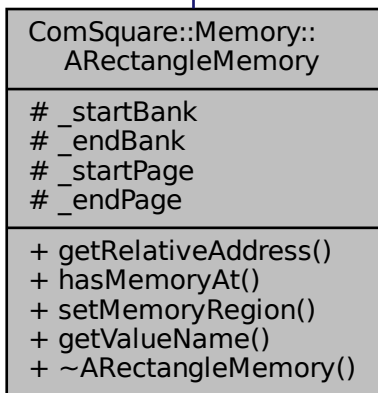 ComSquare::Memory::
ARectangleMemory
# _startBank
# _endBank
# _startPage
# _endPage
+ getRelativeAddress()
+ hasMemoryAt()
+ setMemoryRegion()
+ getValueName()
+ ~ARectangleMemory()